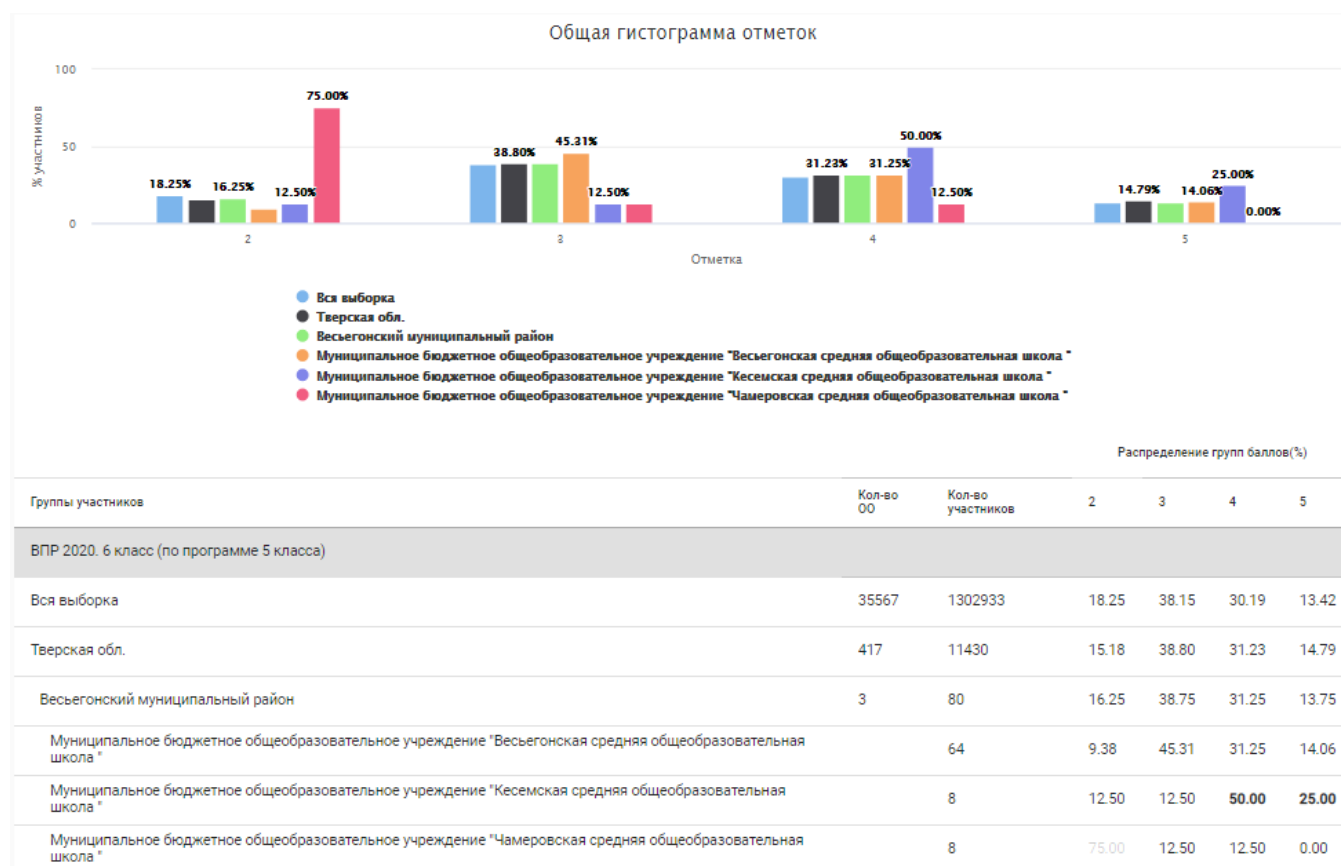 Общая гистограмма отметок
100
50
0
% участников
18.25%
16.25%
12.50%
75.00%
38.80%
45.31%
12.50%
31.23%
31.25%
50.00%
12.50%
14.79%
14.06%
25.00%
0.00%
2
3
4
5
Отметка
Вся выборка
Тверская обл.
Весьегонский муниципальный район
Муниципальное бюджетное общеобразовательное учреждение "Весьегонская средняя общеобразовательная школа "
Муниципальное бюджетное общеобразовательное учреждение "Кесемская средняя общеобразовательная школа "
Муниципальное бюджетное общеобразовательное учреждение "Чамеровская средняя общеобразовательная школа "
Распределение групп баллов(%)
Группы участников Кол-во ОО Кол-во участников 2 3 4 5
ВПР 2020. 6 класс (по программе 5 класса)
Вся выборка 35567 1302933 18.25 38.15 30.19 13.42
Тверская обл. 417 11430 15.18 38.80 31.23 14.79
Весьегонский муниципальный район 3 80 16.25 38.75 31.25 13.75
Муниципальное бюджетное общеобразовательное учреждение "Весьегонская средняя общеобразовательная
школа " 64 9.38 45.31 31.25 14.06
Муниципальное бюджетное общеобразовательное учреждение "Кесемская средняя общеобразовательная
школа " 8 12.50 12.50 50.00 25.00
Муниципальное бюджетное общеобразовательное учреждение "Чамеровская средняя общеобразовательная
школа " 8 75.00 12.50 12.50 0.00